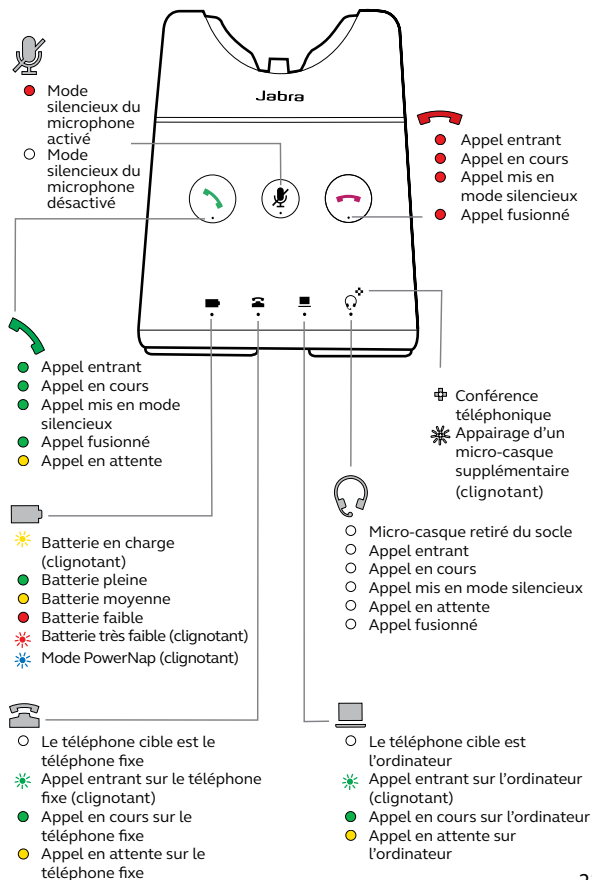 Jabra
Mode
silencieux du
microphone
activé
Mode
silencieux du
microphone
désactivé
Appel entrant
Appel en cours
Appel mis en
mode silencieux
Appel fusionné
Appel entrant
Appel en cours
Appel mis en mode
silencieux
Appel fusionné
Appel en attente
Conférence
téléphonique
Appairage d’un
micro-casque
supplémentaire
(clignotant)
Batterie en charge
(clignotant)
Batterie pleine
Batterie moyenne
Batterie faible
Batterie très faible (clignotant)
Mode PowerNap (clignotant)
Micro-casque retiré du socle
Appel entrant
Appel en cours
Appel mis en mode silencieux
Appel en attente
Appel fusionné
Le téléphone cible est le
téléphone fixe
Appel entrant sur le téléphone
fixe (clignotant)
Appel en cours sur le
téléphone fixe
Appel en attente sur le
téléphone fixe
Le téléphone cible est
l’ordinateur
Appel entrant sur l’ordinateur
(clignotant)
Appel en cours sur l’ordinateur
Appel en attente sur
l’ordinateur